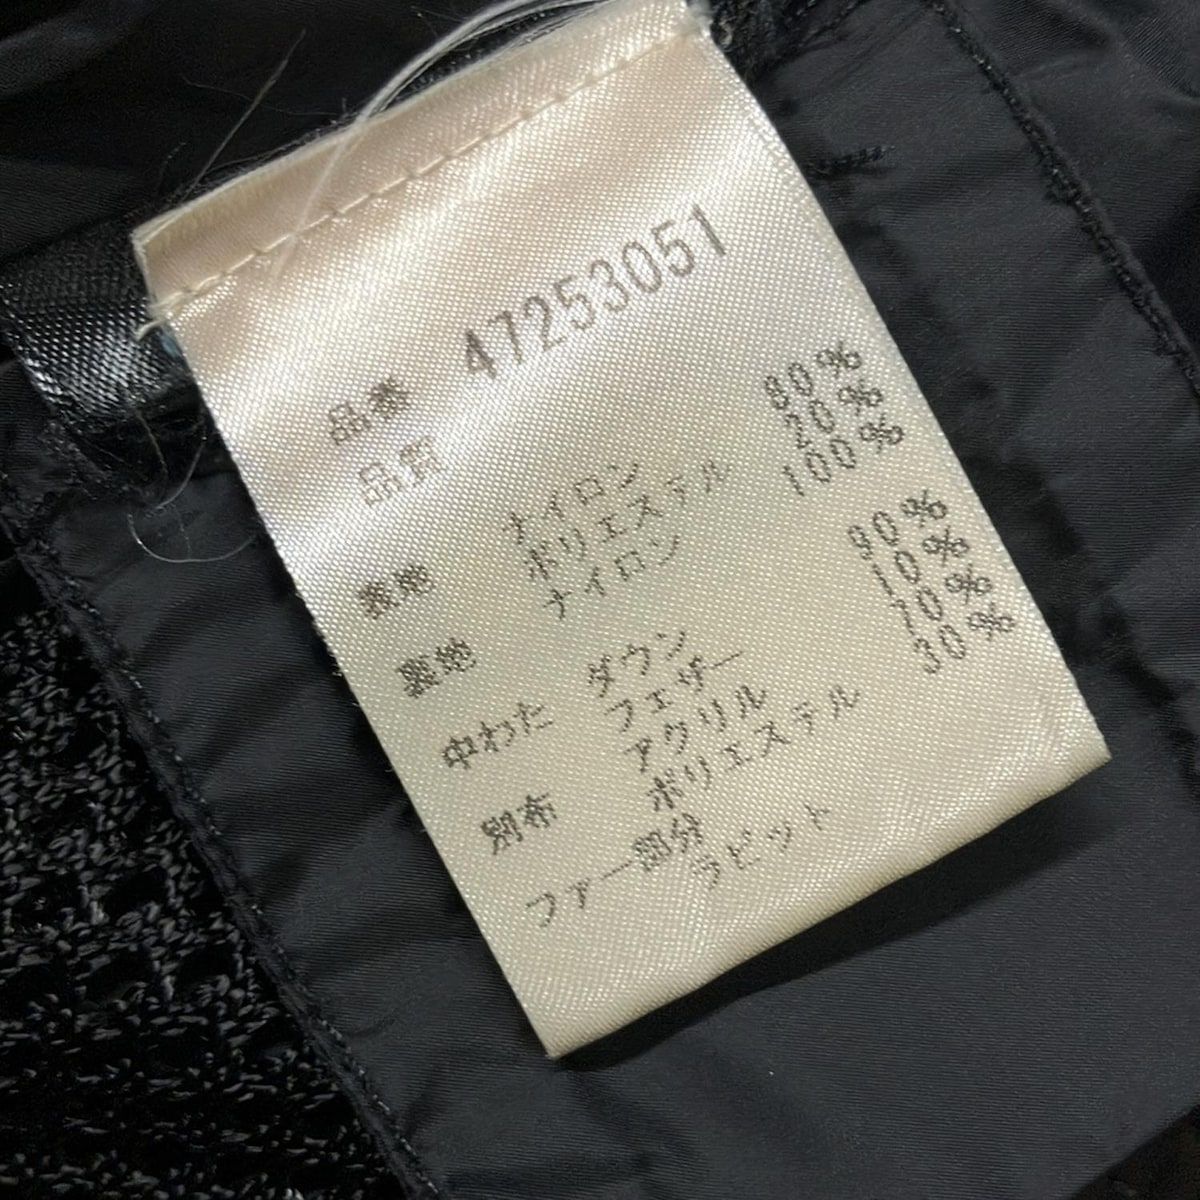 品番 47253051
品質
表地 ナイロン 80%
ポリエステル 20%
裏地 ナイロン 100%
中わた ダウン 90%
フェザー 10%
別布 アクリル 70%
ポリエステル 30%
ファー部分
ラビット